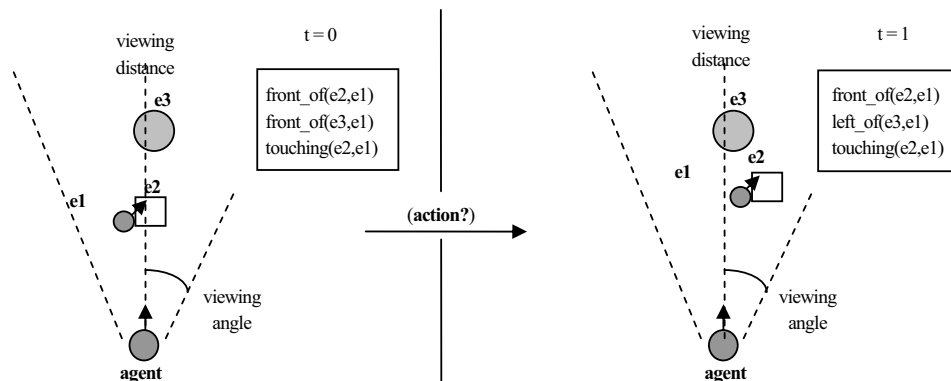 viewing
distance
t = 0
e3
front_of(e2,e1)
front_of(e3,e1)
touching(e2,e1)
e1
e2
viewing
angle
agent
(action?)
viewing
distance
t = 1
e3
front_of(e2,e1)
left_of(e3,e1)
touching(e2,e1)
e2
e1
viewing
angle
agent